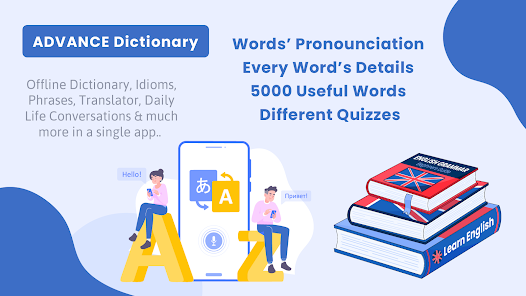 ADVANCE Dictionary
Offline Dictionary, Idioms,
Phrases, Translator, Daily
Life Conversations & much
more in a single app..
Words’ Pronounciation
Every Word’s Details
5000 Useful Words
Different Quizzes
Hello!
あ
A
Привет!
A
Z
ENGLISH GRAMMAR
Learn English